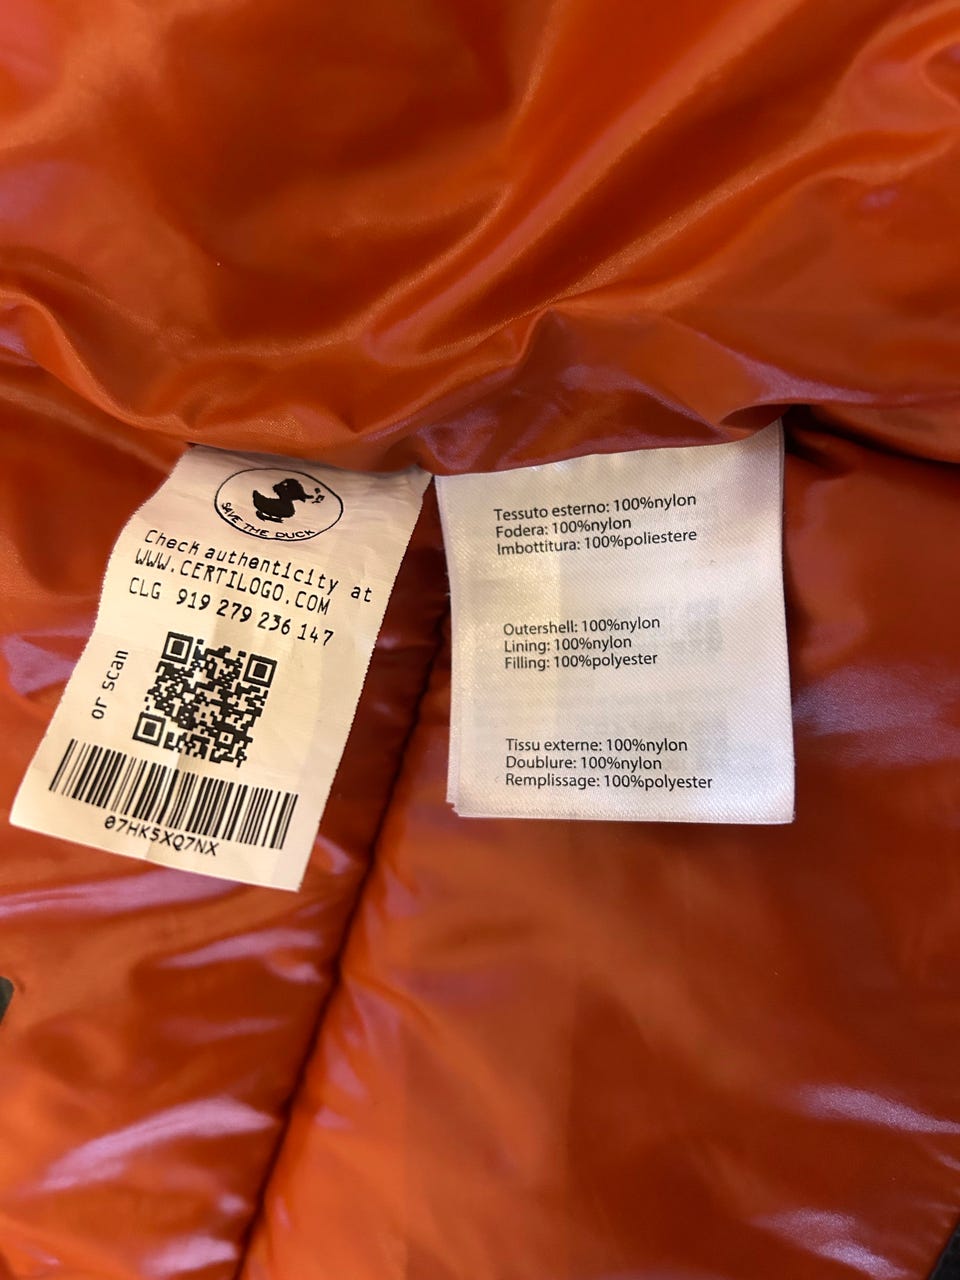 SAVE THE DUCK
Check authenticity at
WWW.CERTILOGO.COM
CLG 919 279 236 147
or scan
07HK5XQ7NX
Tessuto esterno: 100%nylon
Fodera: 100%nylon
Imbottitura: 100%poliestere
Outershell: 100%nylon
Lining: 100%nylon
Filling: 100%polyester
Tissu externe: 100%nylon
Doublure: 100%nylon
Remplissage: 100%polyester